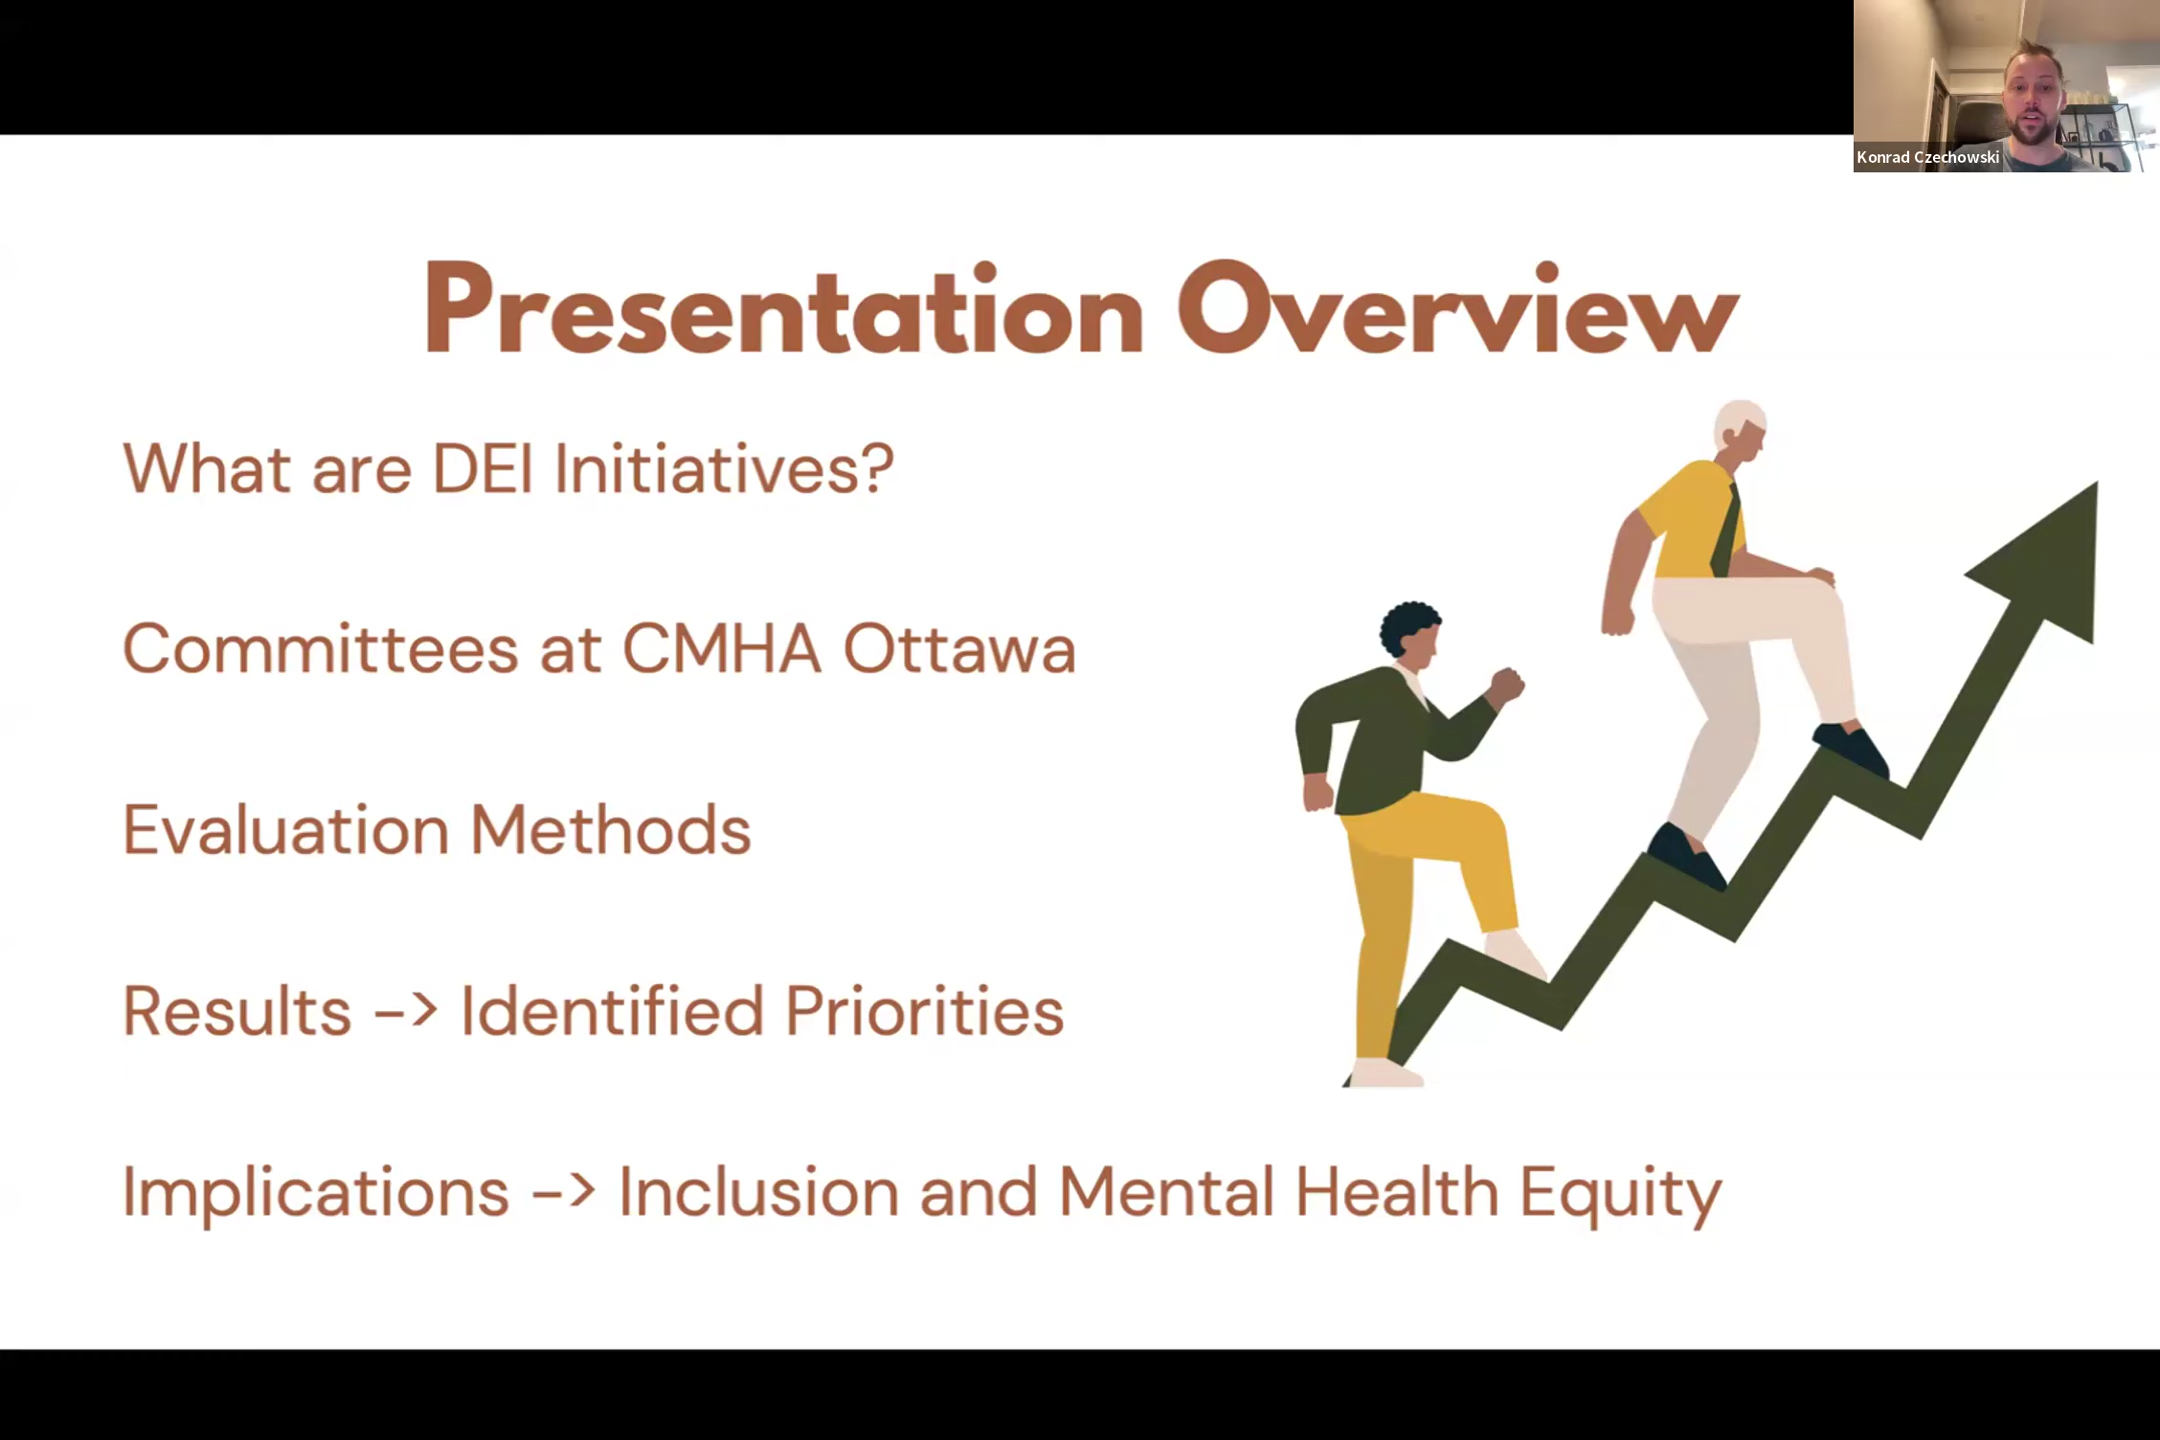 Konrad Czechowski
Presentation Overview
What are DEI Initiatives?
Committees at CMHA Ottawa
Evaluation Methods
Results -> Identified Priorities
Implications -> Inclusion and Mental Health Equity